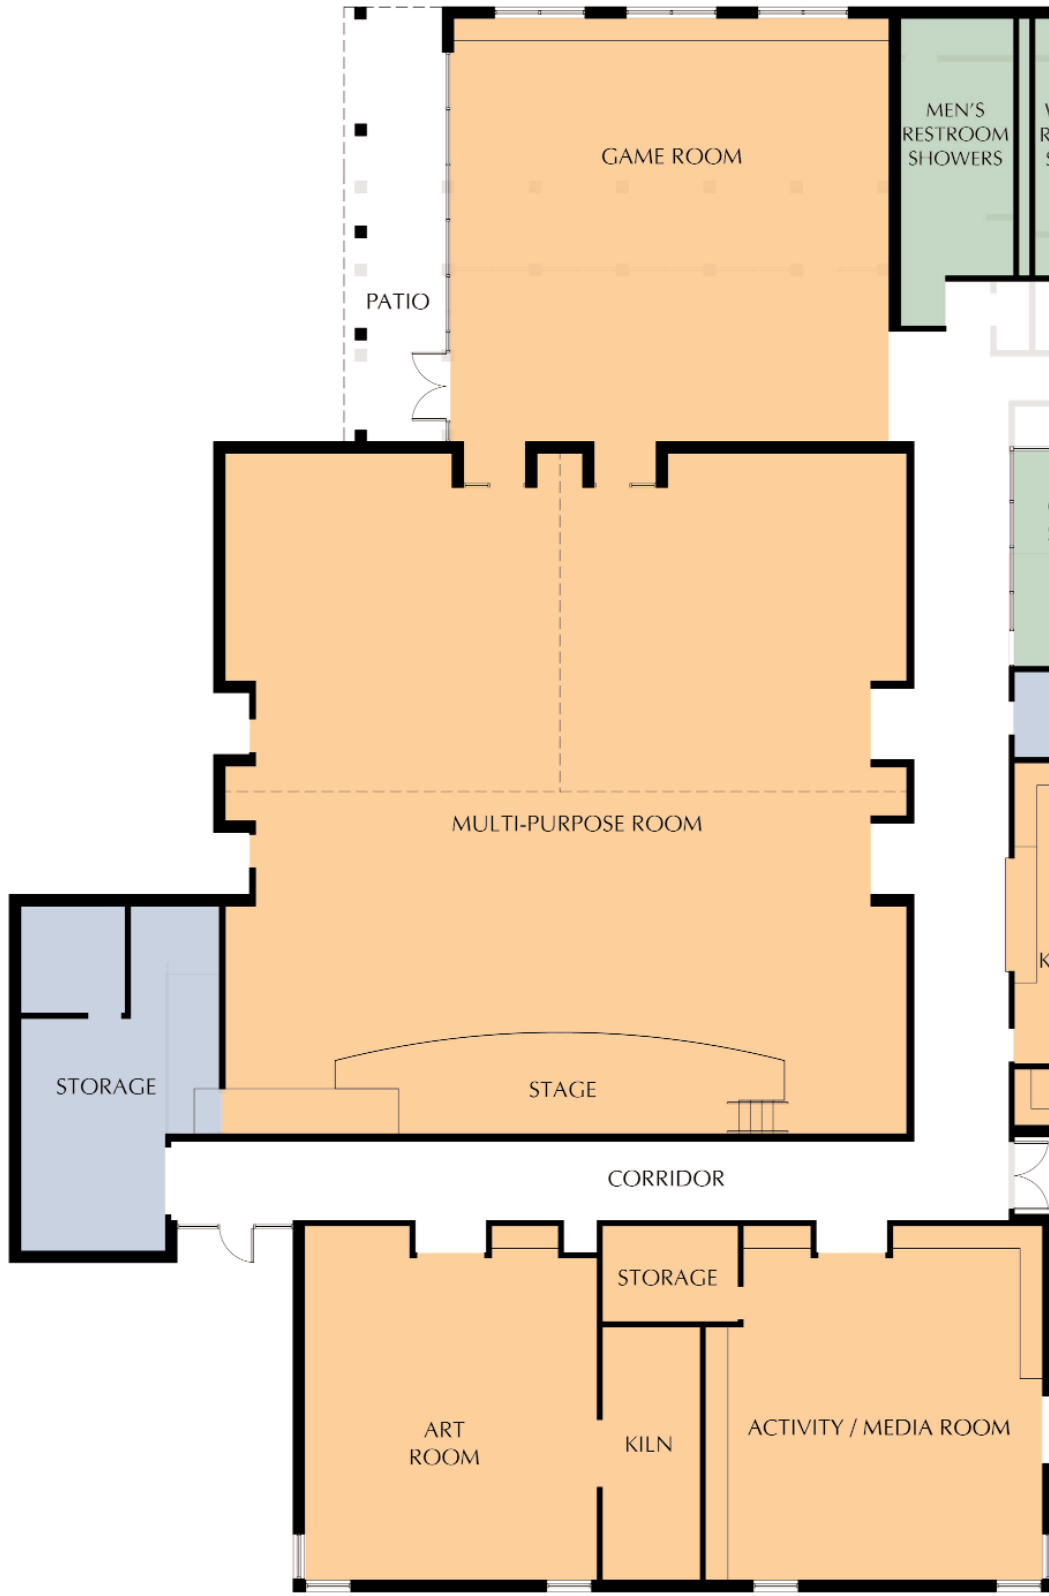 MEN'S
RESTROOM
SHOWERS
GAME ROOM
PATIO
MULTI-PURPOSE ROOM
STORAGE
STAGE
CORRIDOR
STORAGE
ART
ROOM
KILN
ACTIVITY / MEDIA ROOM